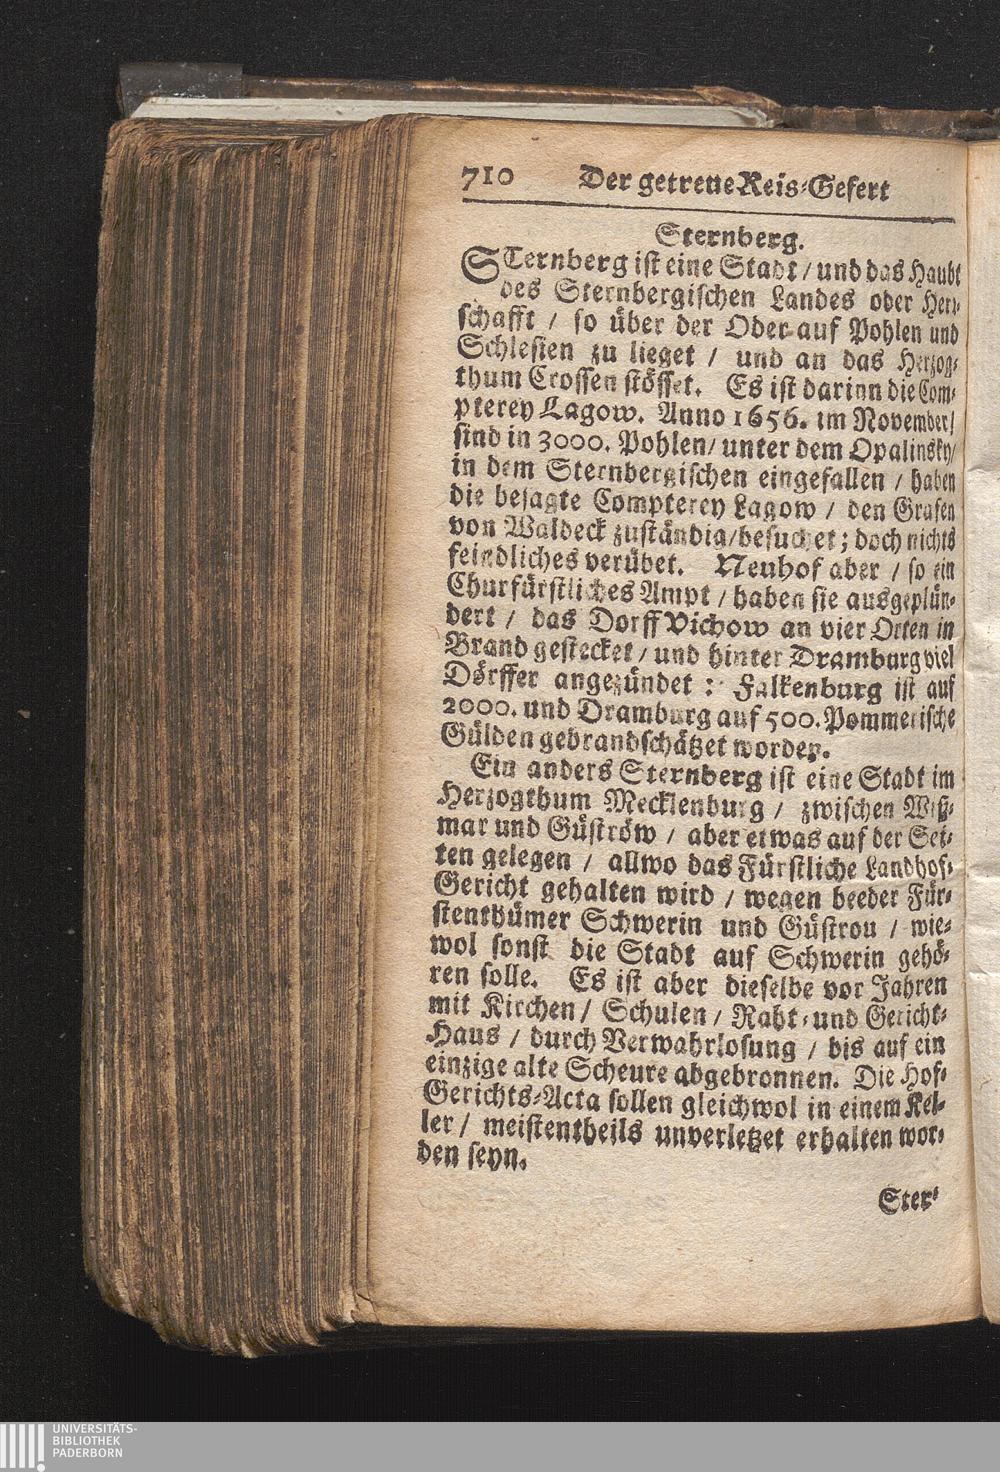 710 Der getreue Reis-Gefert
Sternberg.
STernberg ist eine Stadt / und das Haubt
des Sternbergischen Landes oder Herr-
schafft / so über der Oder auf Pohlen und
Schlesien zu lieget / und an das Herzog-
thum Crossen stösset. Es ist darinn die Com-
pterey Lagow. Anno 1656. im November /
sind in 3000. Pohlen / unter dem Opalinsky /
in dem Sternbergischen eingefallen / haben
die besagte Compterey Lagow / den Grafen
von Waldeck zuständig / besuchet; doch nichts
feindliches verübet. Neuhof aber / so ein
Churfürstliches Ampt / haben sie ausgeplün-
dert / das Dorff Vichow an vier Orten in
Brand gestecket / und hinter Dramburg viel
Dörffer angezündet : Falkenburg ist auf
2000. und Dramburg auf 500. Pommerische
Gülden gebrandschätzet worden.
Ein anders Sternberg ist eine Stadt im
Herzogthum Mecklenburg / zwischen Wiß-
mar und Güströw / aber etwas auf der Sei-
ten gelegen / allwo das Fürstliche Landhof-
Gericht gehalten wird / wegen beeder Für-
stenthümer Schwerin und Güstrou / wie-
wol sonst die Stadt auf Schwerin gehö-
ren solle. Es ist aber dieselbe vor Jahren
mit Kirchen / Schulen / Raht- und Gericht-
Haus / durch Verwahrlosung / bis auf ein
einzige alte Scheure abgebronnen. Die Hof-
Gerichts-Acta sollen gleichwol in einem Kel-
ler / meistentheils unverletzet erhalten wor-
den seyn.
Ster-
UNIVERSITÄTS-
BIBLIOTHEK
PADERBORN